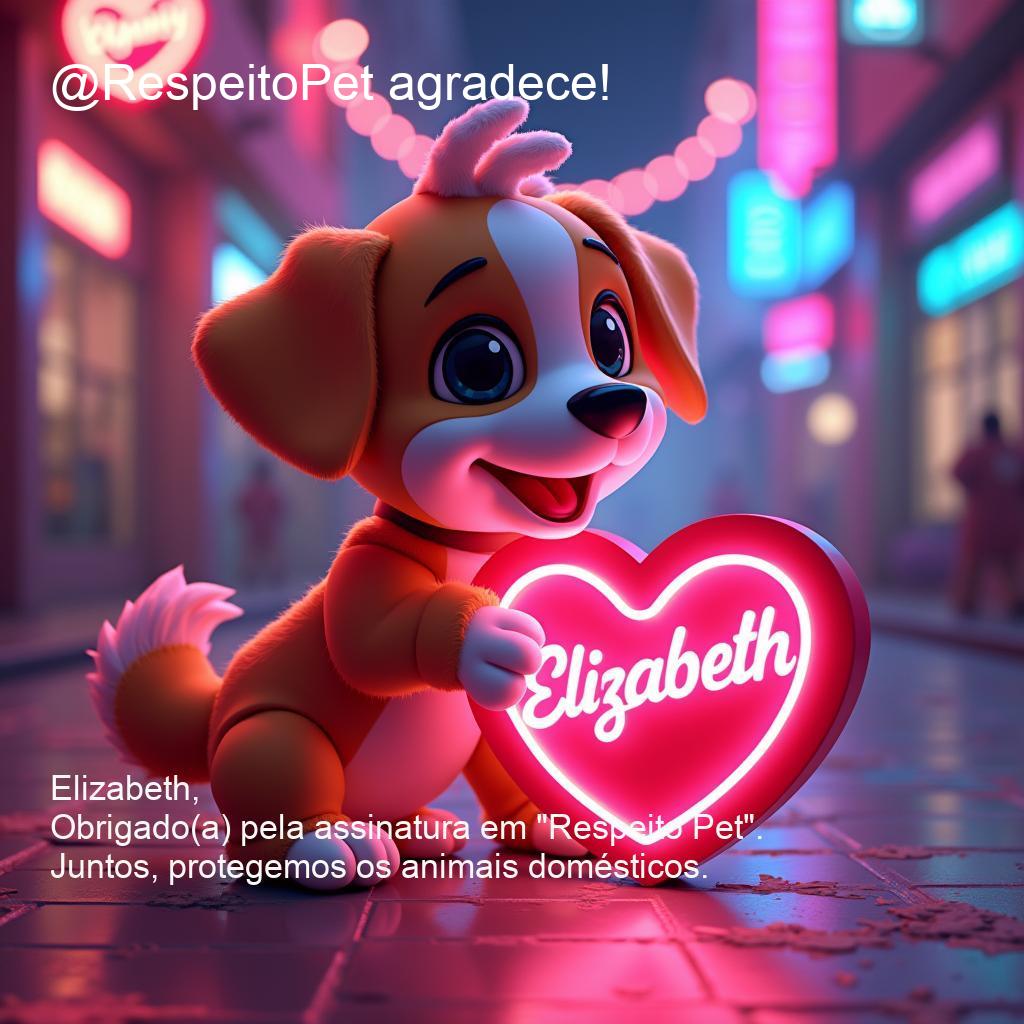 @RespeitoPet agradece!
Elizabeth
Elizabeth,
Obrigado(a) pela assinatura em "Respeito Pet".
Juntos, protegemos os animais domésticos.